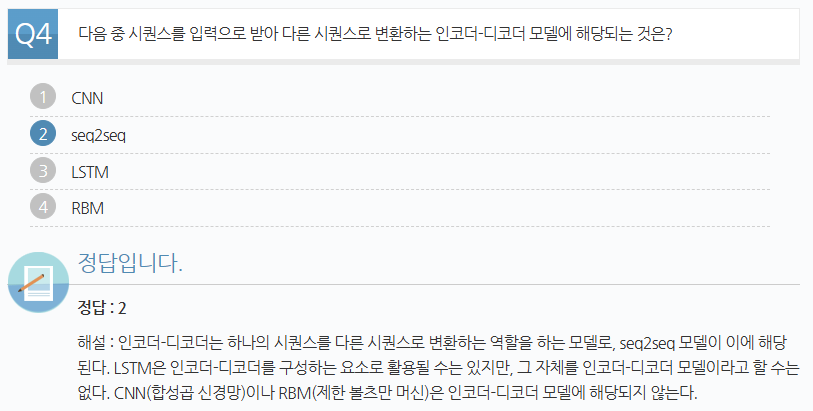 Q4 다음 중 시퀀스를 입력으로 받아 다른 시퀀스로 변환하는 인코더-디코더 모델에 해당되는 것은?
1 CNN
2 seq2seq
3 LSTM
4 RBM
정답입니다.
정답 : 2
해설 : 인코더-디코더는 하나의 시퀀스를 다른 시퀀스로 변환하는 역할을 하는 모델로, seq2seq 모델이 이에 해당
된다. LSTM은 인코더-디코더를 구성하는 요소로 활용될 수는 있지만, 그 자체를 인코더-디코더 모델이라고 할 수는
없다. CNN(합성곱 신경망)이나 RBM(제한 볼츠만 머신)은 인코더-디코더 모델에 해당되지 않는다.